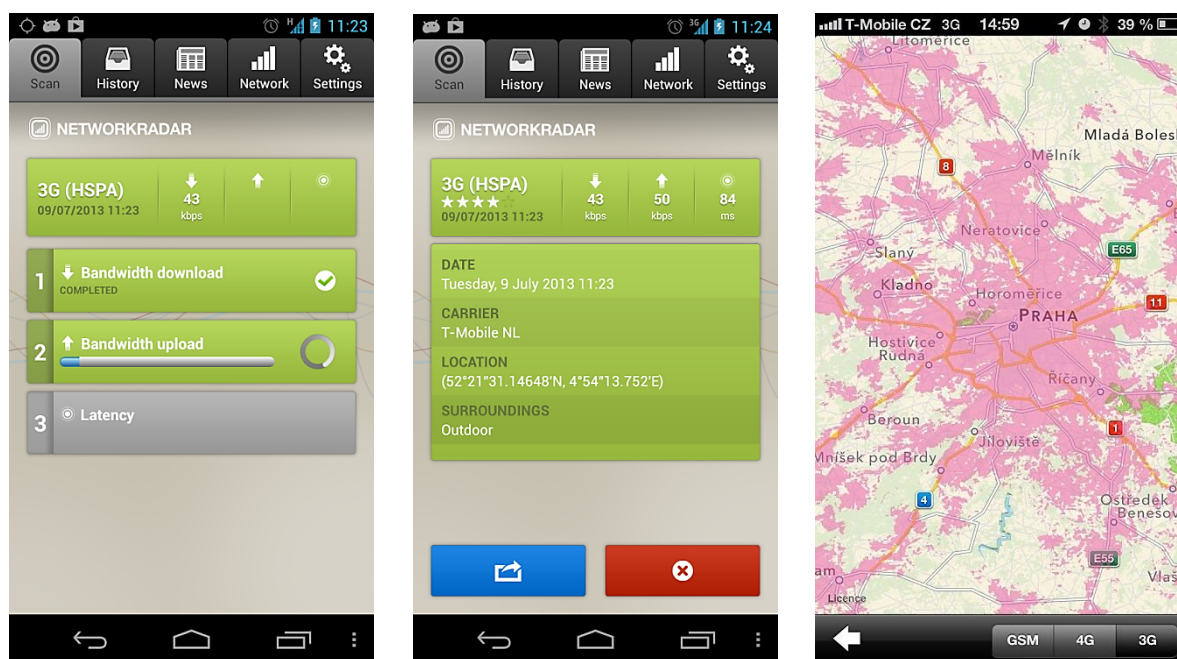 H 11:23
Scan History News Network Settings
NETWORKRADAR
3G (HSPA)
09/07/2013 11:23
43
kbps
1
Bandwidth download
COMPLETED
2
Bandwidth upload
3
Latency
3G 11:24
Scan History News Network Settings
NETWORKRADAR
3G (HSPA)
09/07/2013 11:23
43
kbps
50
kbps
84
ms
DATE
Tuesday, 9 July 2013 11:23
CARRIER
T-Mobile NL
LOCATION
(52°21"31.14648'N, 4°54"13.752'E)
SURROUNDINGS
Outdoor
T-Mobile CZ 3G 14:59 39 %
Litoměřice
Mladá Boles
8
Mělník
Neratovice
Slaný
E65
Kladno
Horoměřice
11
PRAHA
Hostivice
Rudná
Říčany
Beroun
1
Jíloviště
Mníšek pod Brdy
4
Ostředek
Benešov
E55
am
Vlaš
Licence
GSM 4G 3G